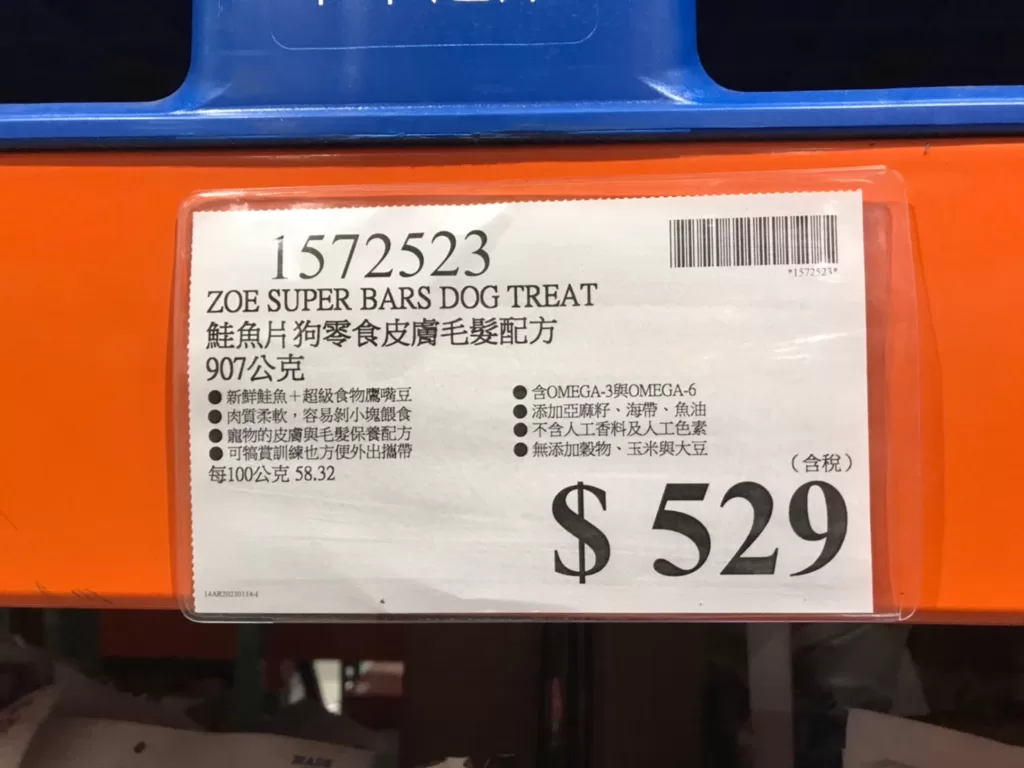 1572523
*1572523*
ZOE SUPER BARS DOG TREAT
鮭魚片狗零食皮膚毛髮配方
907公克
● 新鮮鮭魚＋超級食物鷹嘴豆
● 肉質柔軟，容易剝小塊餵食
● 寵物的皮膚與毛髮保養配方
● 可犒賞訓練也方便外出攜帶
● 含OMEGA-3與OMEGA-6
● 添加亞麻籽、海帶、魚油
● 不含人工香料及人工色素
● 無添加穀物、玉米與大豆
每100公克 58.32
（含稅）
$ 529